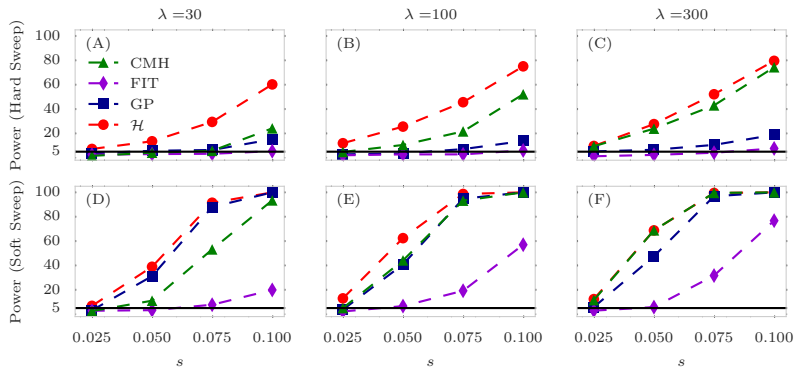 λ =30 λ =100 λ =300
Power (Hard Sweep)
100
80
60
40
20
5
(A)
CMH
FIT
GP
ℋ
(B)
(C)
Power (Soft Sweep)
100
80
60
40
20
5
(D)
(E)
(F)
0.025 0.050 0.075 0.100 0.025 0.050 0.075 0.100 0.025 0.050 0.075 0.100
s s s